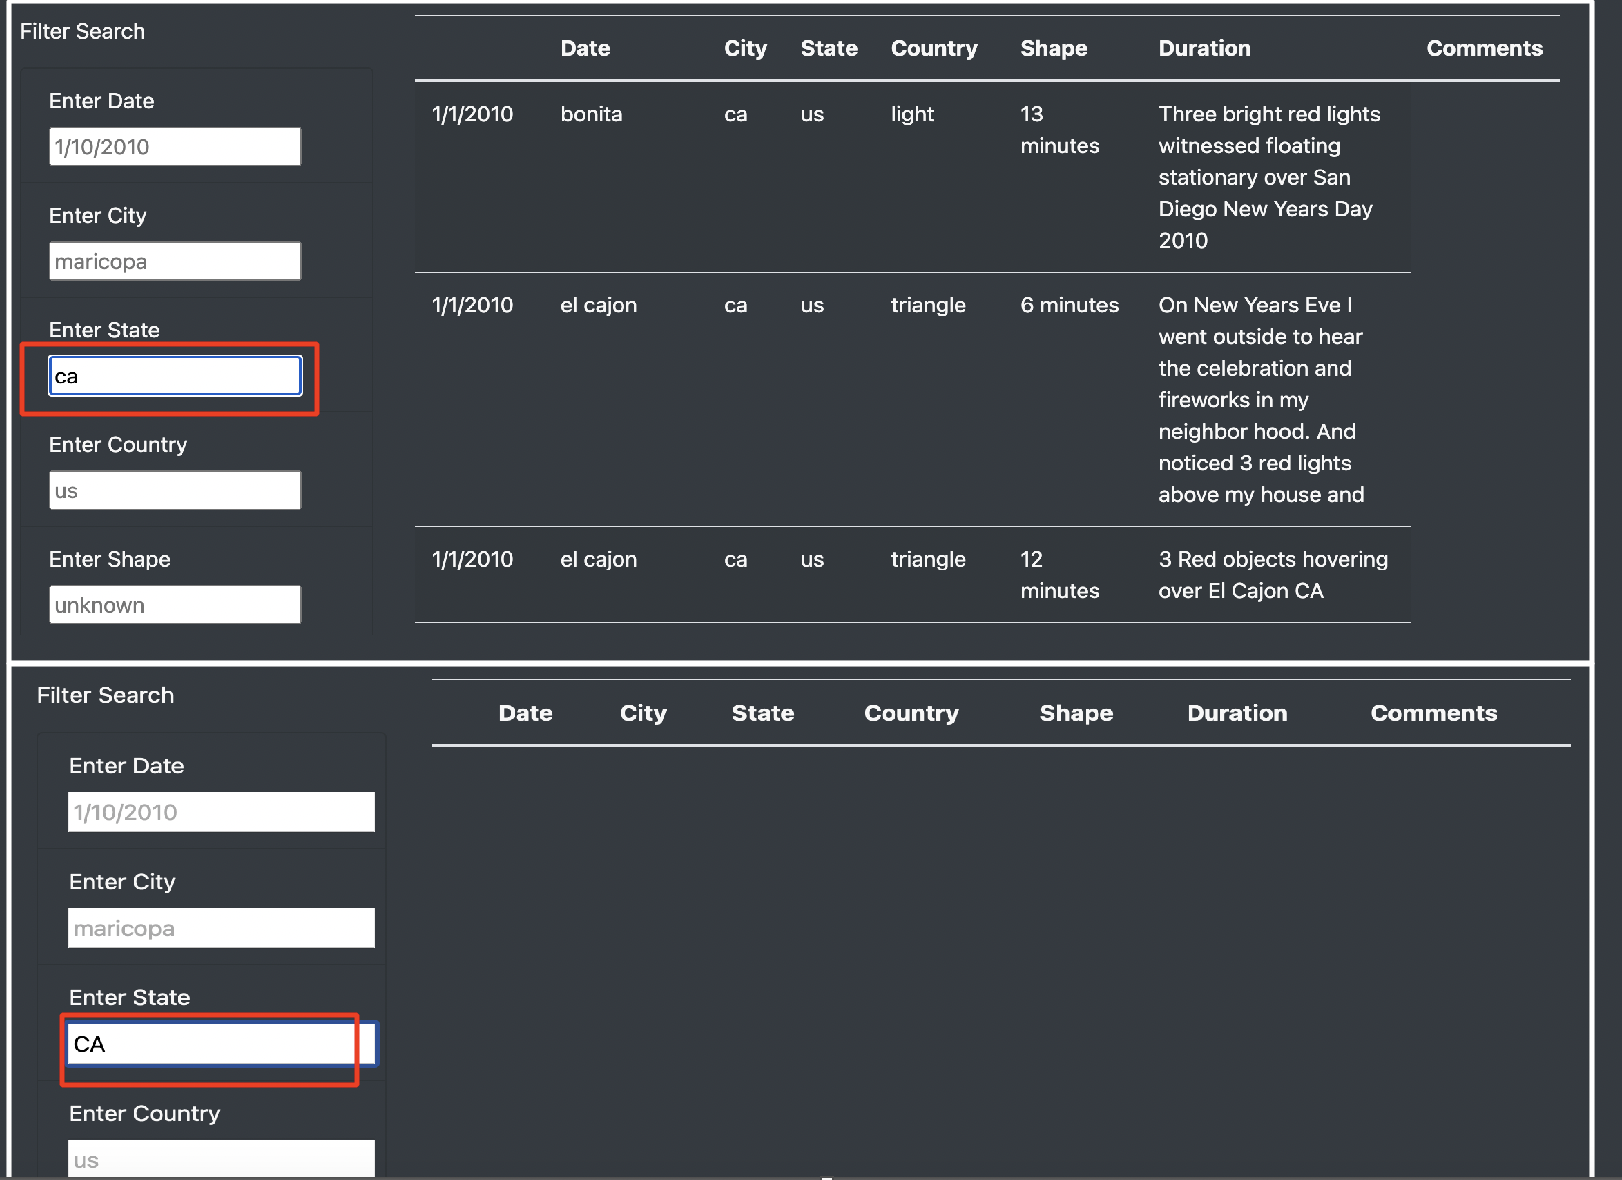 Filter Search
Date City State Country Shape Duration Comments
Enter Date
1/10/2010
Enter City
maricopa
Enter State
ca
Enter Country
us
Enter Shape
unknown
1/1/2010 bonita ca us light 13 minutes Three bright red lights
witnessed floating
stationary over San
Diego New Years Day
2010
1/1/2010 el cajon ca us triangle 6 minutes On New Years Eve I
went outside to hear
the celebration and
fireworks in my
neighbor hood. And
noticed 3 red lights
above my house and
1/1/2010 el cajon ca us triangle 12 minutes 3 Red objects hovering
over El Cajon CA
Filter Search
Date City State Country Shape Duration Comments
Enter Date
1/10/2010
Enter City
maricopa
Enter State
CA
Enter Country
us